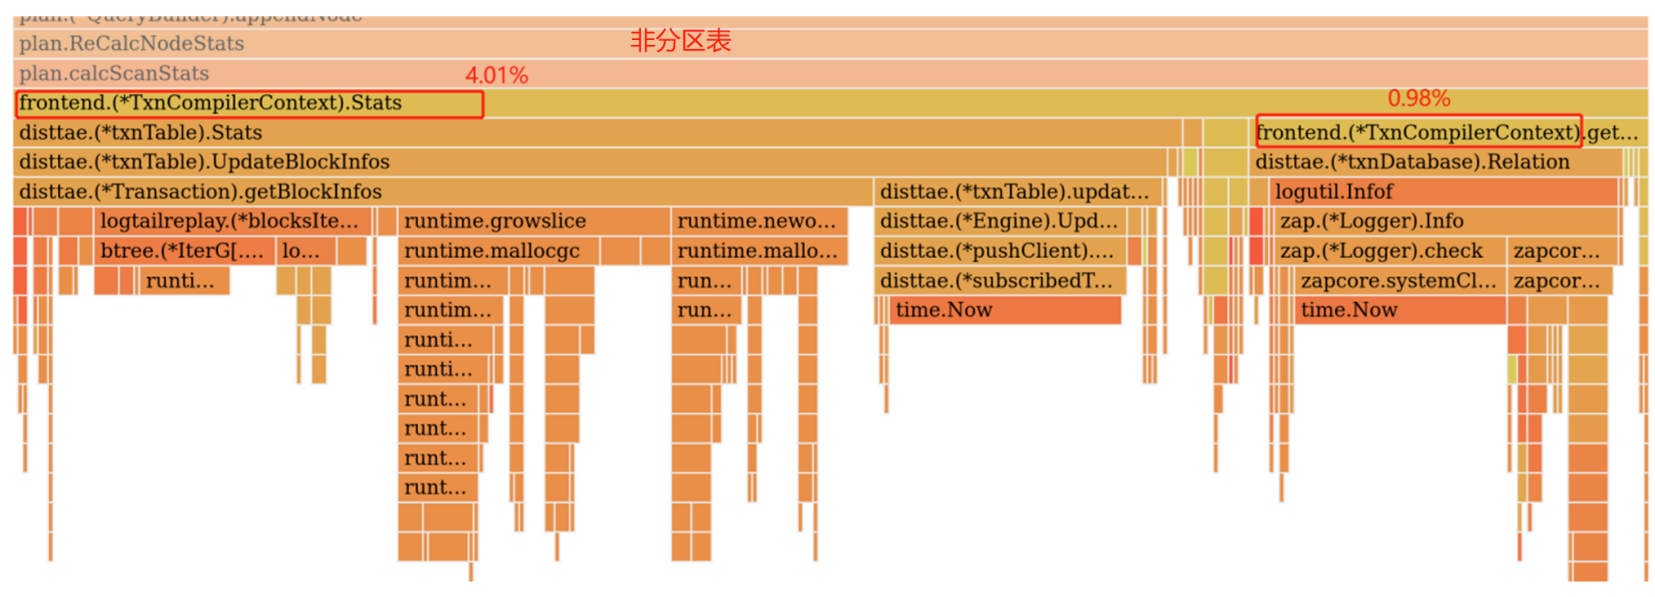 plan.(*QueryBuilder).appendNode
plan.ReCalcNodeStats
非分区表
plan.calcScanStats
4.01%
0.98%
frontend.(*TxnCompilerContext).Stats
disttae.(*txnTable).Stats
frontend.(*TxnCompilerContext).get...
disttae.(*txnTable).UpdateBlockInfos
disttae.(*txnDatabase).Relation
disttae.(*Transaction).getBlockInfos
disttae.(*txnTable).updat...
logutil.Infof
logtailreplay.(*blocksIte...
runtime.growslice
runtime.newo...
disttae.(*Engine).Upd...
zap.(*Logger).Info
btree.(*IterG[....
lo...
runtime.mallocgc
runtime.mallo...
disttae.(*pushClient)....
zap.(*Logger).check
zapcor...
runti...
runtim...
run...
disttae.(*subscribedT...
zapcore.systemCl...
zapcor...
runtim...
run...
time.Now
time.Now
runti...
runti...
runt...
runt...
runt...
runt...